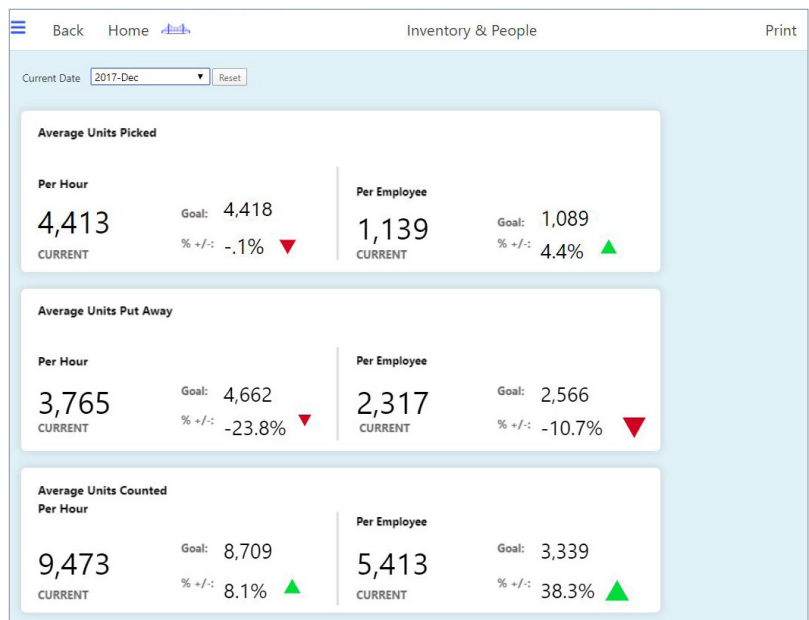 Back Home Inventory & People Print
Current Date 2017-Dec Reset
Average Units Picked
Per Hour
4,413
CURRENT
Goal: 4,418
% +/-: -.1%
Per Employee
1,139
CURRENT
Goal: 1,089
% +/-: 4.4%
Average Units Put Away
Per Hour
3,765
CURRENT
Goal: 4,662
% +/-: -23.8%
Per Employee
2,317
CURRENT
Goal: 2,566
% +/-: -10.7%
Average Units Counted
Per Hour
9,473
CURRENT
Goal: 8,709
% +/-: 8.1%
Per Employee
5,413
CURRENT
Goal: 3,339
% +/-: 38.3%